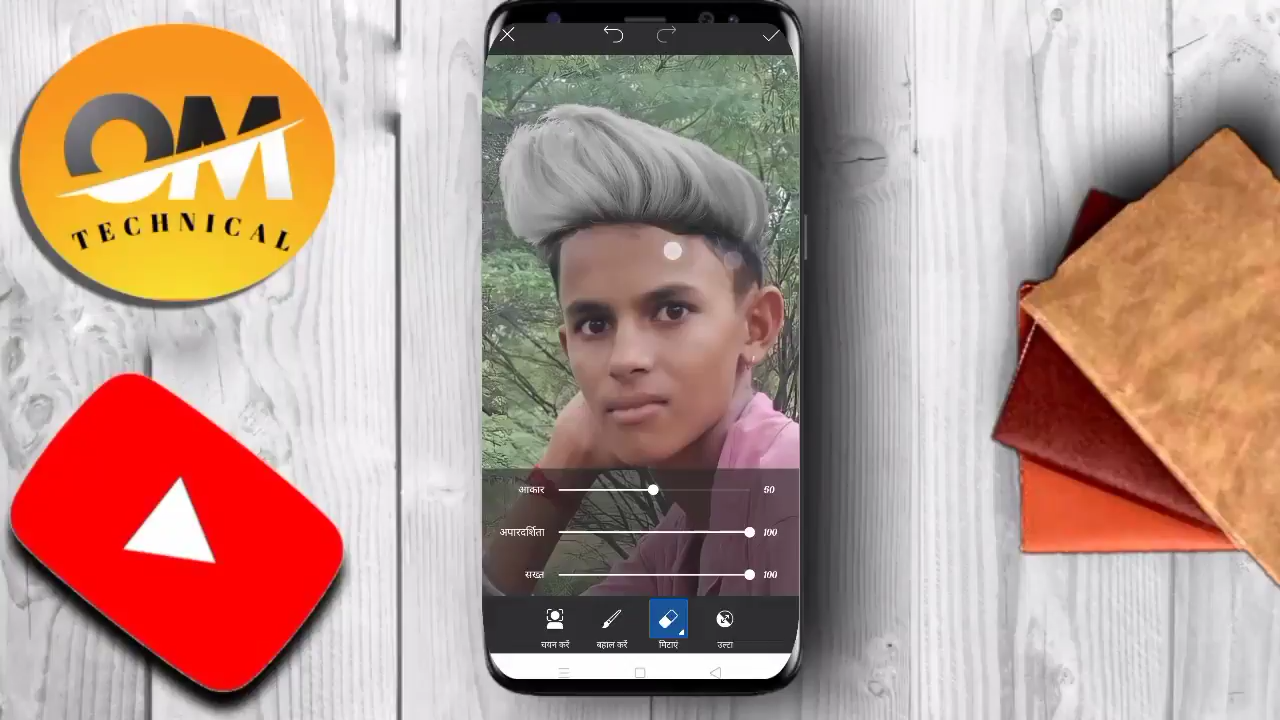 OM
TECHNICAL
आकार 50
अपारदर्शिता 100
सख्त 100
चयन करें बहाल करें मिटाएं उल्टा